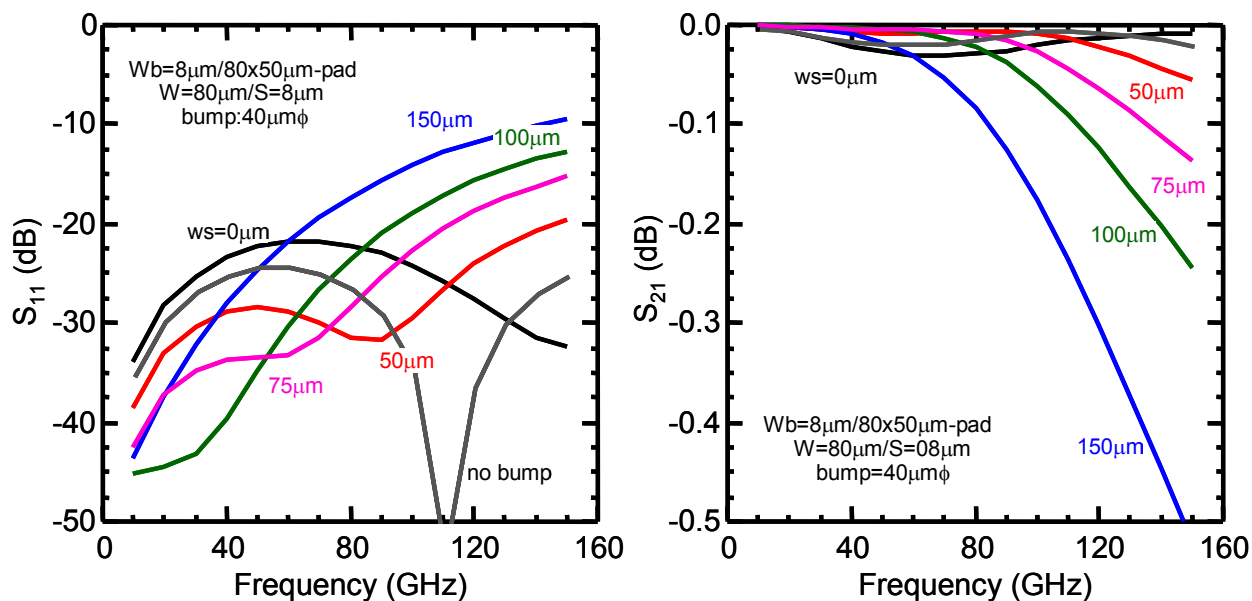 0
-10
-20
-30
-40
-50
S11 (dB)
0
40
80
120
160
Frequency (GHz)
Wb=8μm/80x50μm-pad
W=80μm/S=8μm
bump:40μmϕ
150μm
100μm
ws=0μm
75μm
50μm
no bump
0.0
-0.1
-0.2
-0.3
-0.4
-0.5
S21 (dB)
0
40
80
120
160
Frequency (GHz)
ws=0μm
50μm
75μm
100μm
150μm
Wb=8μm/80x50μm-pad
W=80μm/S=08μm
bump=40μmϕ